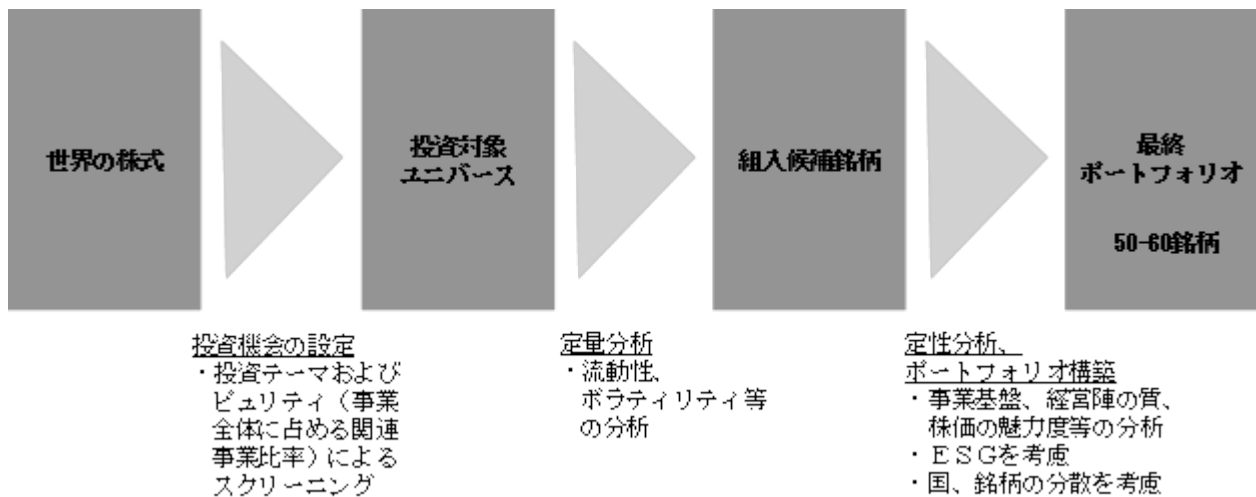 世界の株式
投資対象
ユニバース
組入候補銘柄
最終
ポートフォリオ
50-60銘柄
投資機会の設定
・投資テーマおよび
ピュリティ（事業
全体に占める関連
事業比率）による
スクリーニング
定量分析
・流動性、
ボラティリティ等
の分析
定性分析、
ポートフォリオ構築
・事業基盤、経営陣の質、
株価の魅力度等の分析
・ＥＳＧを考慮
・国、銘柄の分散を考慮